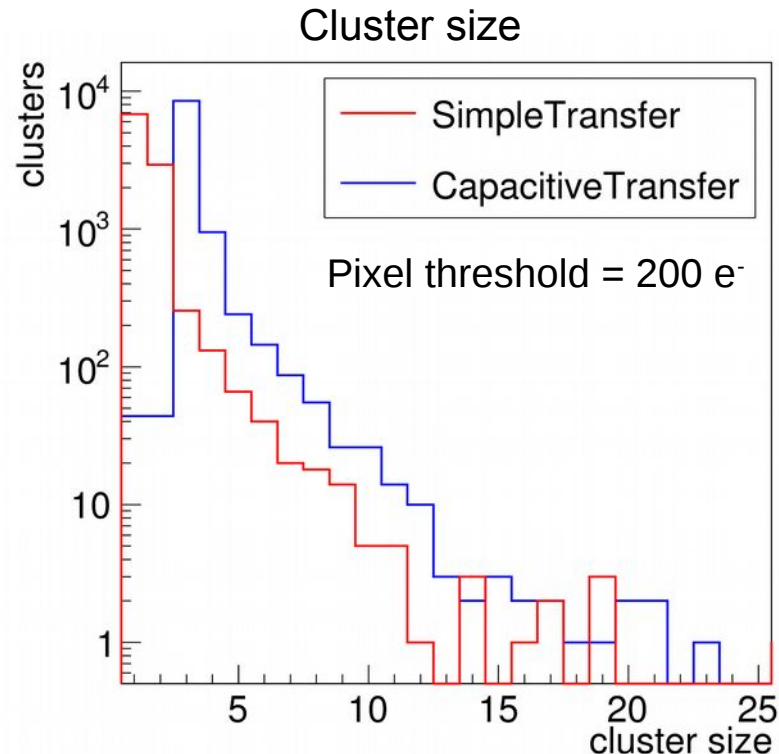 Cluster size
clusters
10⁴
10³
10²
10
1
SimpleTransfer
CapacitiveTransfer
Pixel threshold = 200 e⁻
5 10 15 20 25
cluster size